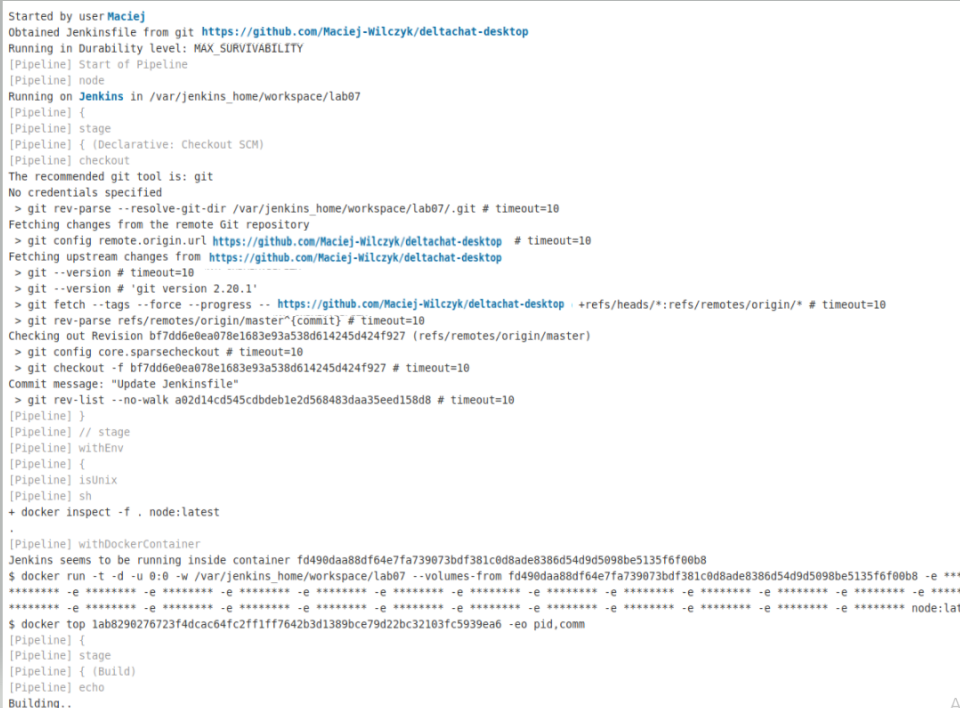 Started by user Maciej
Obtained Jenkinsfile from git https://github.com/Maciej-Wilczyk/deltachat-desktop
Running in Durability level: MAX_SURVIVABILITY
[Pipeline] Start of Pipeline
[Pipeline] node
Running on Jenkins in /var/jenkins_home/workspace/lab07
[Pipeline] {
[Pipeline] stage
[Pipeline] { (Declarative: Checkout SCM)
[Pipeline] checkout
The recommended git tool is: git
No credentials specified
 > git rev-parse --resolve-git-dir /var/jenkins_home/workspace/lab07/.git # timeout=10
Fetching changes from the remote Git repository
 > git config remote.origin.url https://github.com/Maciej-Wilczyk/deltachat-desktop # timeout=10
Fetching upstream changes from https://github.com/Maciej-Wilczyk/deltachat-desktop
 > git --version # timeout=10
 > git --version # 'git version 2.20.1'
 > git fetch --tags --force --progress -- https://github.com/Maciej-Wilczyk/deltachat-desktop +refs/heads/*:refs/remotes/origin/* # timeout=10
 > git rev-parse refs/remotes/origin/master^{commit} # timeout=10
Checking out Revision bf7dd6e0ea078e1683e93a538d614245d424f927 (refs/remotes/origin/master)
 > git config core.sparsecheckout # timeout=10
 > git checkout -f bf7dd6e0ea078e1683e93a538d614245d424f927 # timeout=10
Commit message: "Update Jenkinsfile"
 > git rev-list --no-walk a02d14cd545cdbdeb1e2d568483daa35eed158d8 # timeout=10
[Pipeline] }
[Pipeline] // stage
[Pipeline] withEnv
[Pipeline] {
[Pipeline] isUnix
[Pipeline] sh
+ docker inspect -f . node:latest
.
[Pipeline] withDockerContainer
Jenkins seems to be running inside container fd490daa88df64e7fa739073bdf381c0d8ade8386d54d9d5098be5135f6f00b8
$ docker run -t -d -u 0:0 -w /var/jenkins_home/workspace/lab07 --volumes-from fd490daa88df64e7fa739073bdf381c0d8ade8386d54d9d5098be5135f6f00b8 -e ***
******** -e ******** -e ******** -e ******** -e ******** -e ******** -e ******** -e ******** -e ******** -e ******** -e ******** -e ******** -e *****
******** -e ******** -e ******** -e ******** -e ******** -e ******** -e ******** -e ******** -e ******** -e ******** -e ******** -e ******** node:lat
$ docker top 1ab8290276723f4dcac64fc2ff1ff7642b3d1389bce79d22bc32103fc5939ea6 -eo pid,comm
[Pipeline] {
[Pipeline] stage
[Pipeline] { (Build)
[Pipeline] echo
Building..